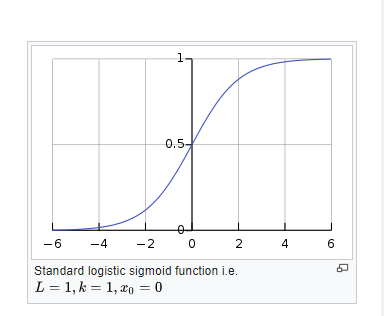 1
0.5
0
−6 −4 −2 0 2 4 6
Standard logistic sigmoid function i.e.
L = 1, k = 1, x₀ = 0